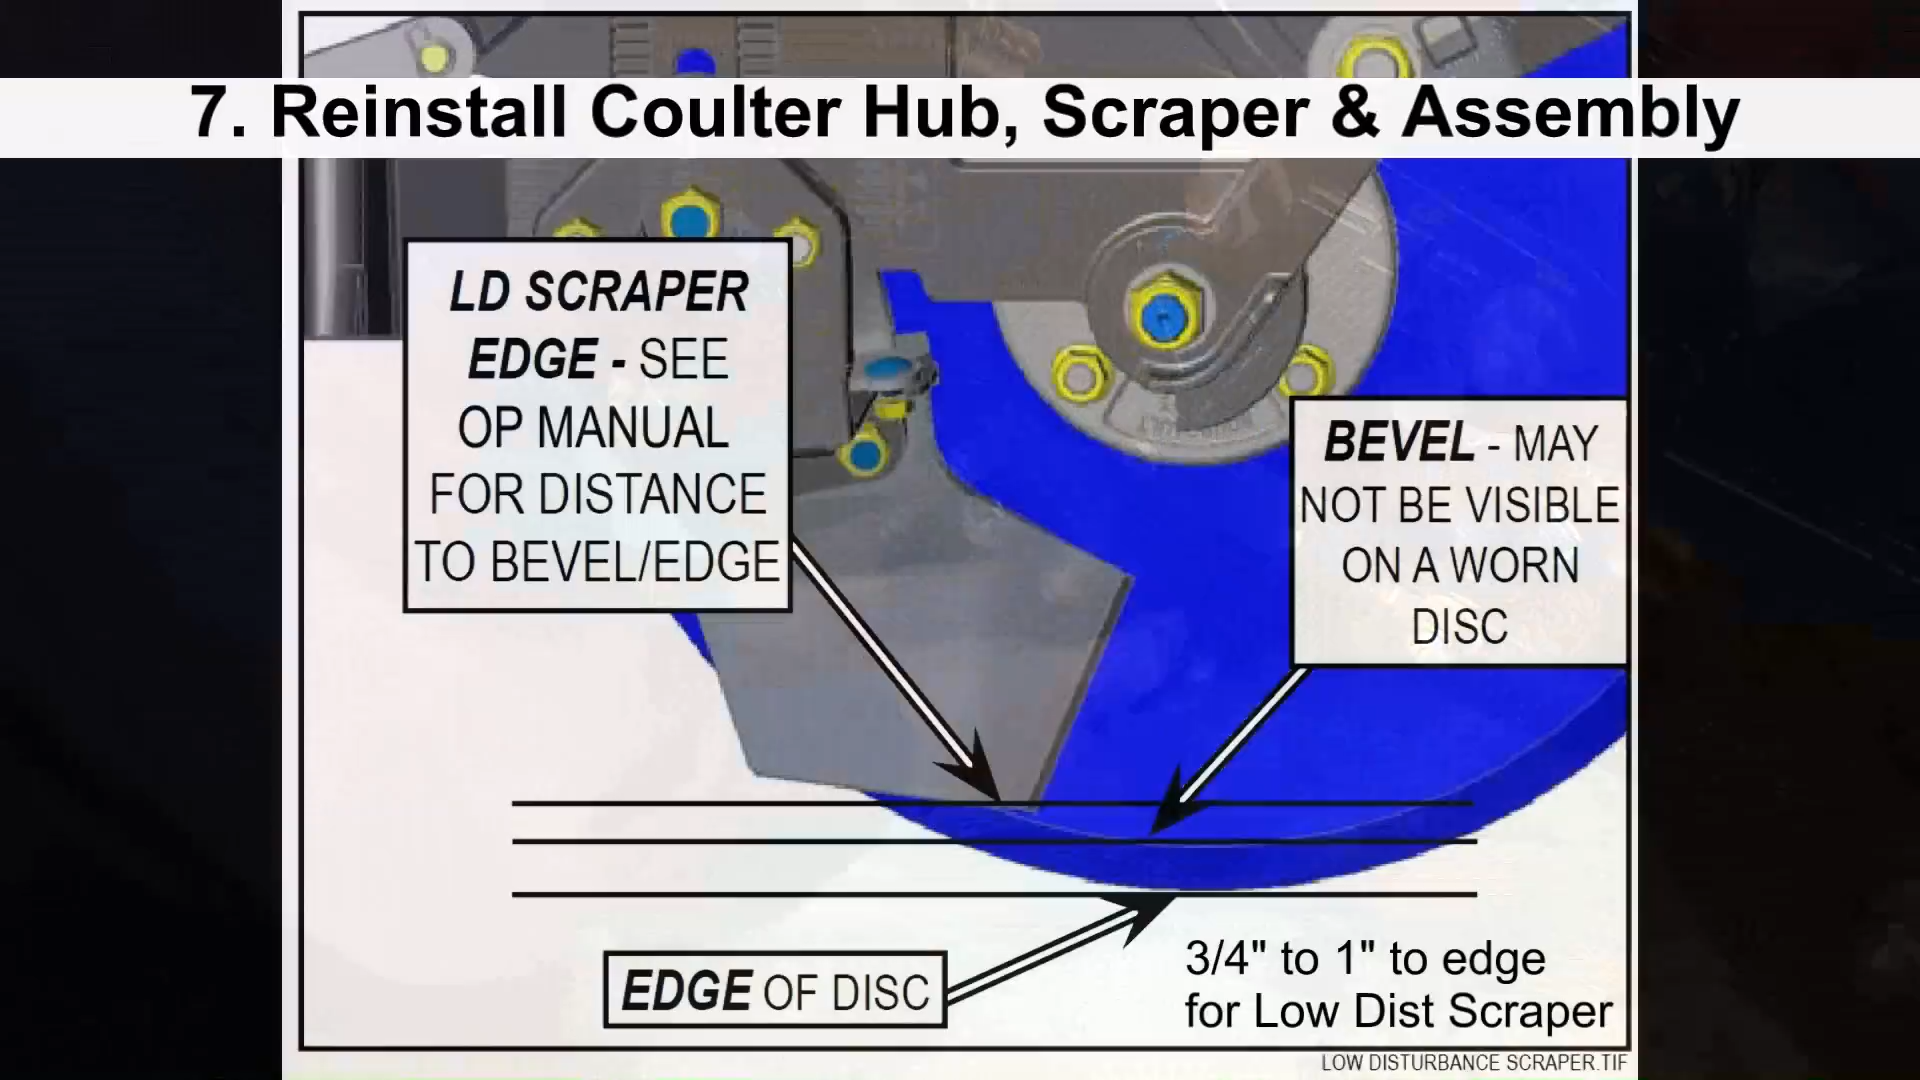 7. Reinstall Coulter Hub, Scraper & Assembly
LD SCRAPER
EDGE - SEE
OP MANUAL
FOR DISTANCE
TO BEVEL/EDGE
BEVEL - MAY
NOT BE VISIBLE
ON A WORN
DISC
EDGE OF DISC
3/4" to 1" to edge
for Low Dist Scraper
LOW DISTURBANCE SCRAPER.TIF